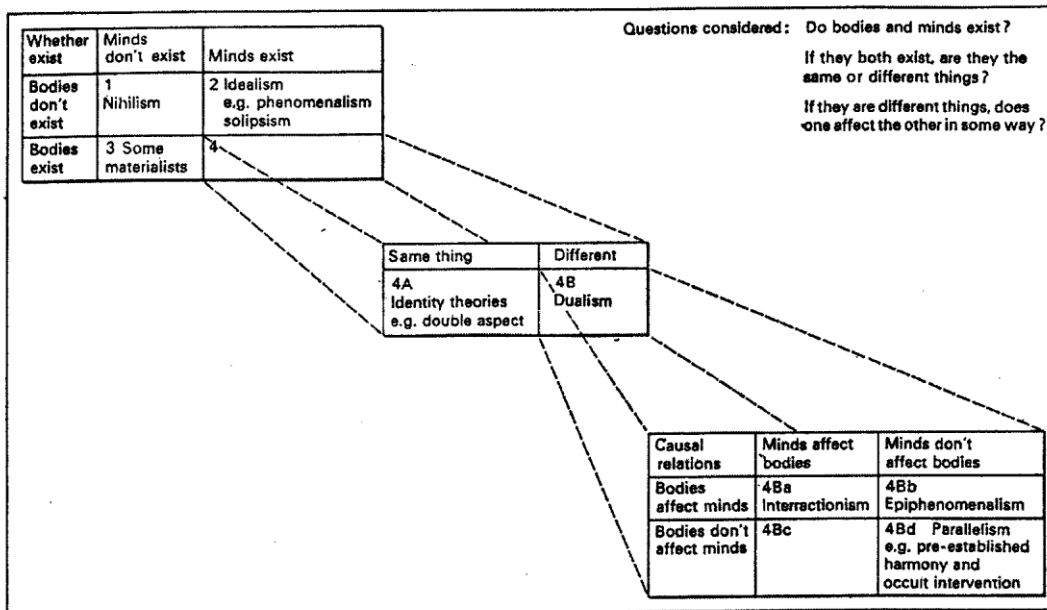 Questions considered: Do bodies and minds exist?
If they both exist, are they the
same or different things?
If they are different things, does
one affect the other in some way?
Whether
exist
Minds
don't exist
Minds exist
Bodies
don't
exist
1
Nihilism
2 Idealism
e.g. phenomenalism
solipsism
Bodies
exist
3 Some
materialists
4
Same thing
Different
4A
Identity theories
e.g. double aspect
4B
Dualism
Causal
relations
Minds affect
bodies
Minds don't
affect bodies
Bodies
affect minds
4Ba
Interractionism
4Bb
Epiphenomenalism
Bodies don't
affect minds
4Bc
4Bd Parallelism
e.g. pre-established
harmony and
occult intervention